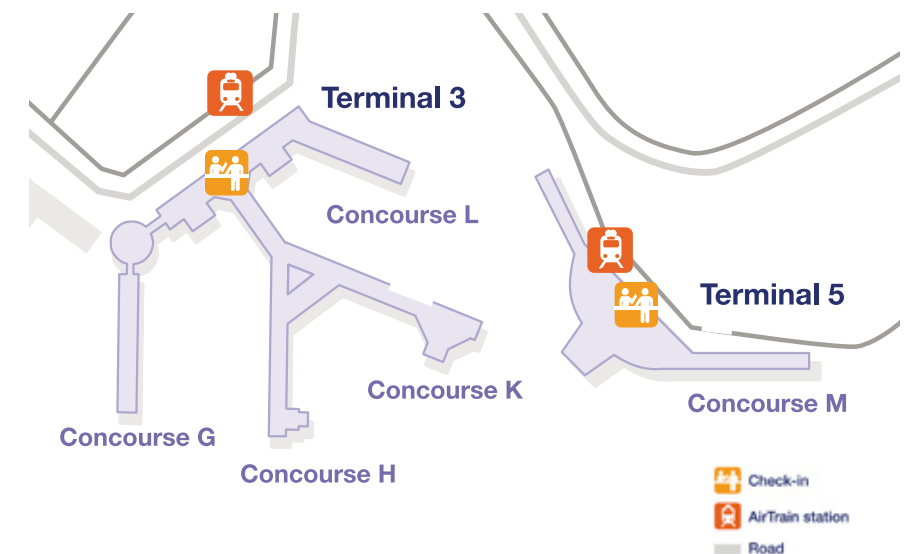 Terminal 3
Concourse L
Terminal 5
Concourse K
Concourse M
Concourse G
Concourse H
Check-in
AirTrain station
Road